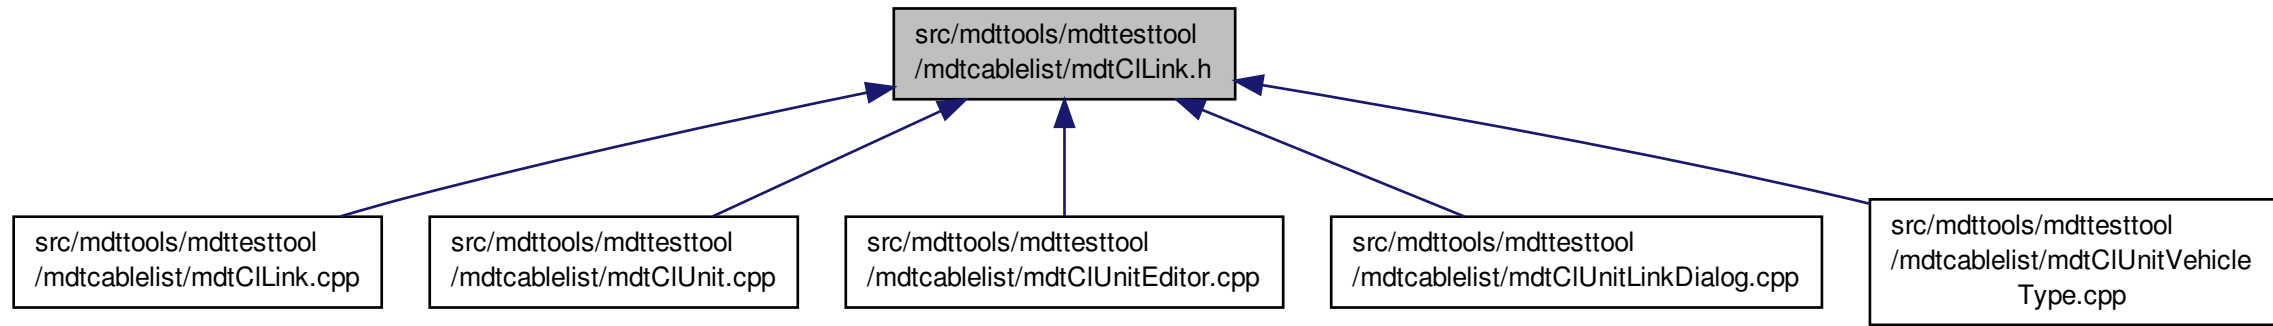 src/mdttools/mdttesttool
/mdtcablelist/mdtClLink.h
src/mdttools/mdttesttool
/mdtcablelist/mdtClLink.cpp
src/mdttools/mdttesttool
/mdtcablelist/mdtClUnit.cpp
src/mdttools/mdttesttool
/mdtcablelist/mdtClUnitEditor.cpp
src/mdttools/mdttesttool
/mdtcablelist/mdtClUnitLinkDialog.cpp
src/mdttools/mdttesttool
/mdtcablelist/mdtClUnitVehicle
Type.cpp